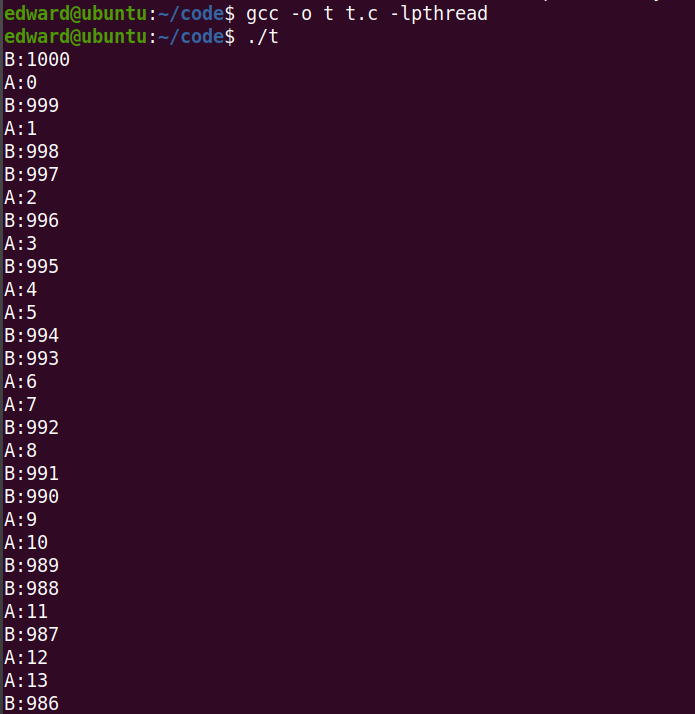 edward@ubuntu:~/code$ gcc -o t t.c -lpthread
edward@ubuntu:~/code$ ./t
B:1000
A:0
B:999
A:1
B:998
B:997
A:2
B:996
A:3
B:995
A:4
A:5
B:994
B:993
A:6
A:7
B:992
A:8
B:991
B:990
A:9
A:10
B:989
B:988
A:11
B:987
A:12
A:13
B:986